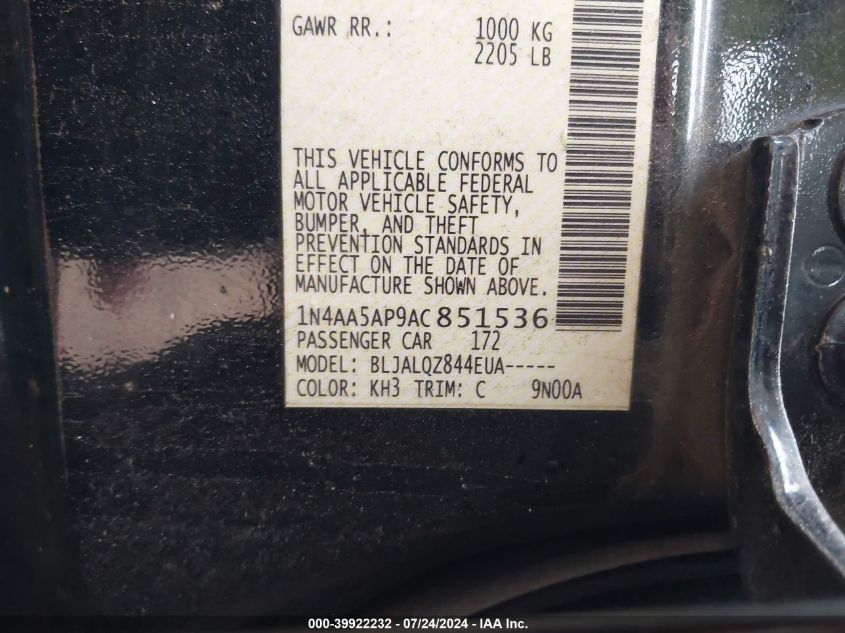 GAWR RR.: 1000 KG
2205 LB
THIS VEHICLE CONFORMS TO
ALL APPLICABLE FEDERAL
MOTOR VEHICLE SAFETY,
BUMPER, AND THEFT
PREVENTION STANDARDS IN
EFFECT ON THE DATE OF
MANUFACTURE SHOWN ABOVE.
1N4AA5AP9AC851536
PASSENGER CAR 172
MODEL: BLJALQZ844EUA-----
COLOR: KH3 TRIM: C 9N00A
000-39922232 - 07/24/2024 - IAA Inc.